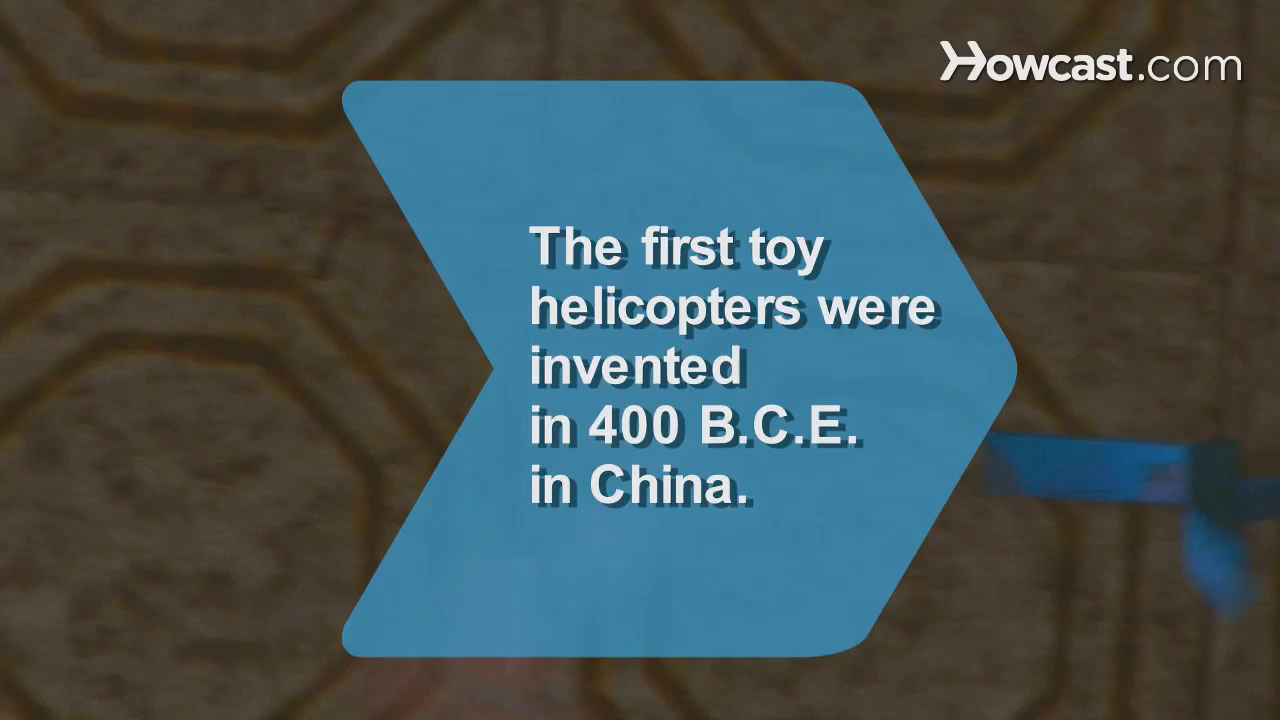 Howcast.com
The first toy
helicopters were
invented
in 400 B.C.E.
in China.